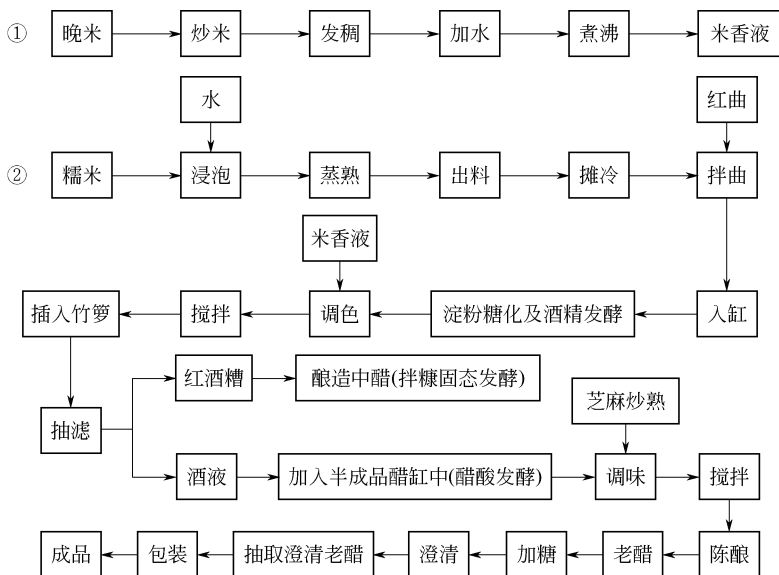 ① 晚米 炒米 发稠 加水 煮沸 米香液
水 红曲
② 糯米 浸泡 蒸熟 出料 摊冷 拌曲
米香液
插入竹箩 搅拌 调色 淀粉糖化及酒精发酵 入缸
红酒糟 酿造中醋(拌糠固态发酵)
芝麻炒熟
抽滤
酒液 加入半成品醋缸中(醋酸发酵) 调味 搅拌
成品 包装 抽取澄清老醋 澄清 加糖 老醋 陈酿